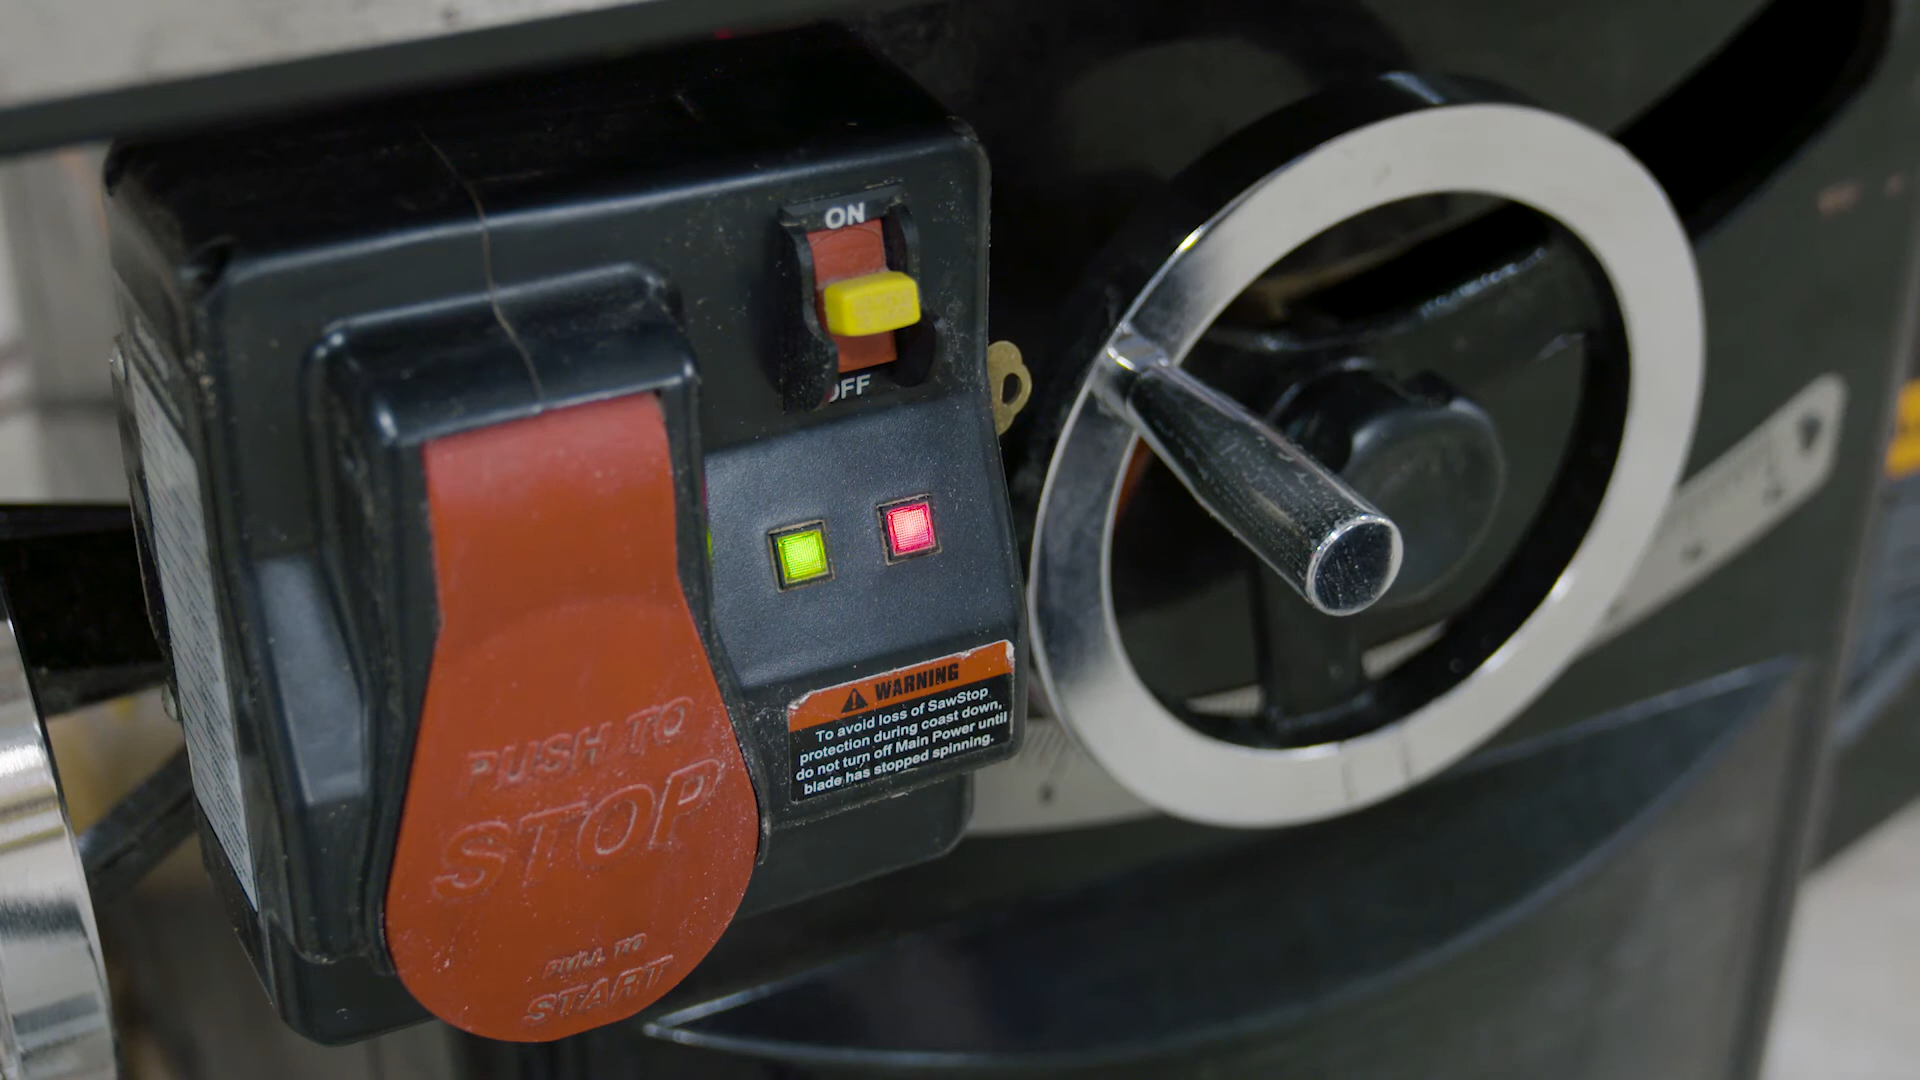 ON
OFF
WARNING
To avoid loss of SawStop
protection during coast down,
do not turn off Main Power until
blade has stopped spinning.
PUSH TO
STOP
PULL TO
START